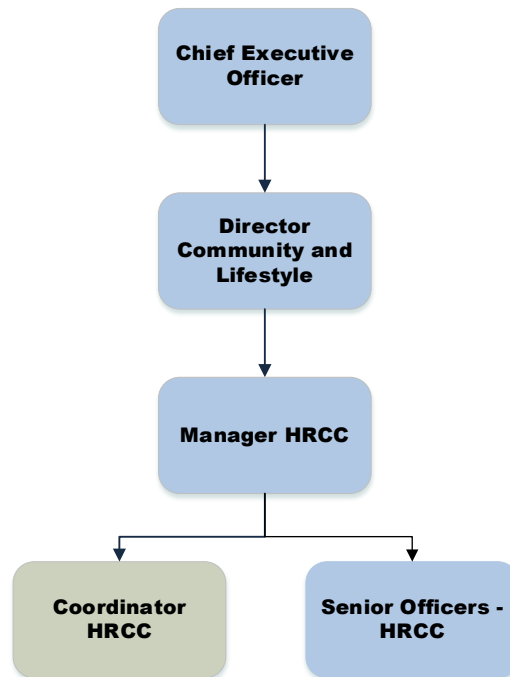 Chief Executive
Officer
Director
Community and
Lifestyle
Manager HRCC
Coordinator
HRCC
Senior Officers -
HRCC